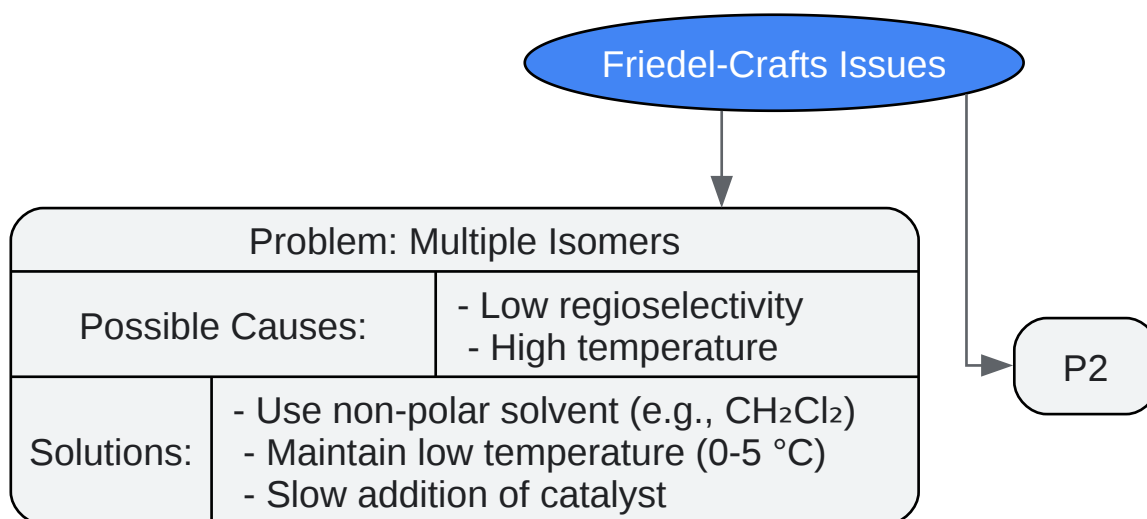 Friedel-Crafts Issues
Problem: Multiple Isomers
Possible Causes:
- Low regioselectivity
- High temperature
P2
Solutions:
- Use non-polar solvent (e.g., CH₂Cl₂)
- Maintain low temperature (0-5 °C)
- Slow addition of catalyst